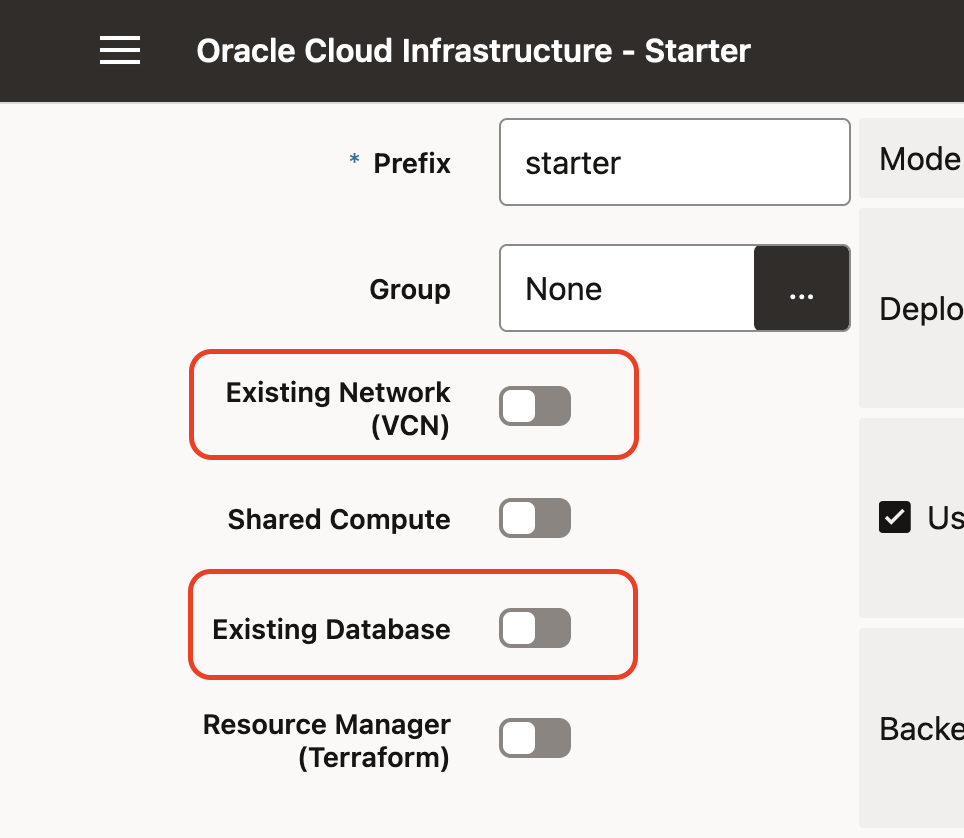 Oracle Cloud Infrastructure - Starter
* Prefix
starter
Mode
Group
None
...
Deplo
Existing Network
(VCN)
Shared Compute
Us
Existing Database
Resource Manager
(Terraform)
Backe